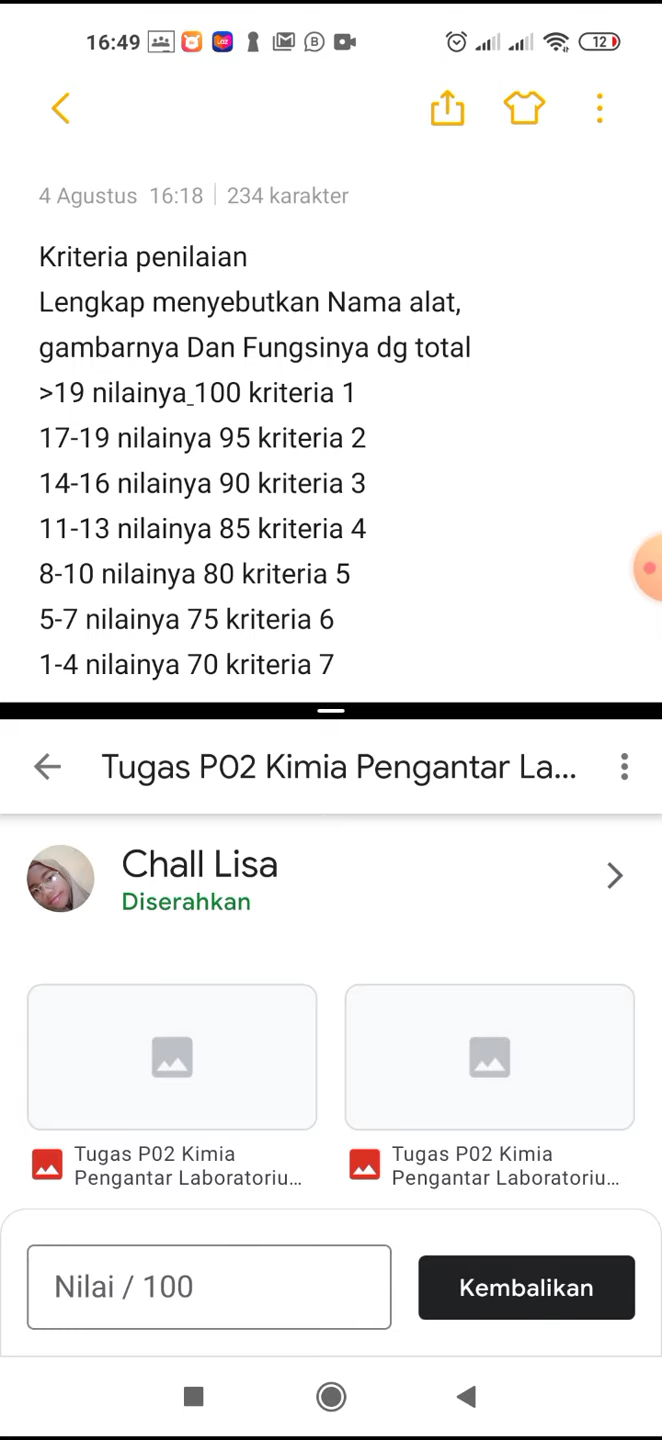 16:49
12
4 Agustus 16:18 | 234 karakter
Kriteria penilaian
Lengkap menyebutkan Nama alat,
gambarnya Dan Fungsinya dg total
>19 nilainya_100 kriteria 1
17-19 nilainya 95 kriteria 2
14-16 nilainya 90 kriteria 3
11-13 nilainya 85 kriteria 4
8-10 nilainya 80 kriteria 5
5-7 nilainya 75 kriteria 6
1-4 nilainya 70 kriteria 7
Tugas P02 Kimia Pengantar La...
Chall Lisa
Diserahkan
Tugas P02 Kimia
Pengantar Laboratoriu...
Tugas P02 Kimia
Pengantar Laboratoriu...
Nilai / 100
Kembalikan